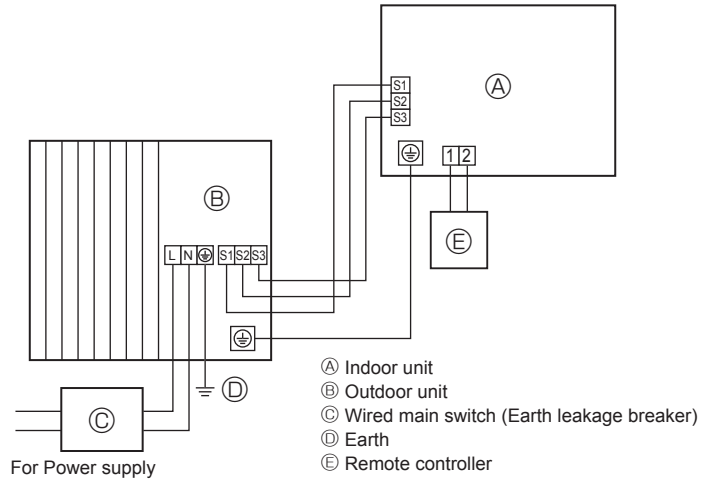 S1
S2
S3
Ⓐ
1 2
Ⓔ
Ⓑ
L N S1 S2 S3
Ⓓ
Ⓒ
For Power supply
Ⓐ Indoor unit
Ⓑ Outdoor unit
Ⓒ Wired main switch (Earth leakage breaker)
Ⓓ Earth
Ⓔ Remote controller